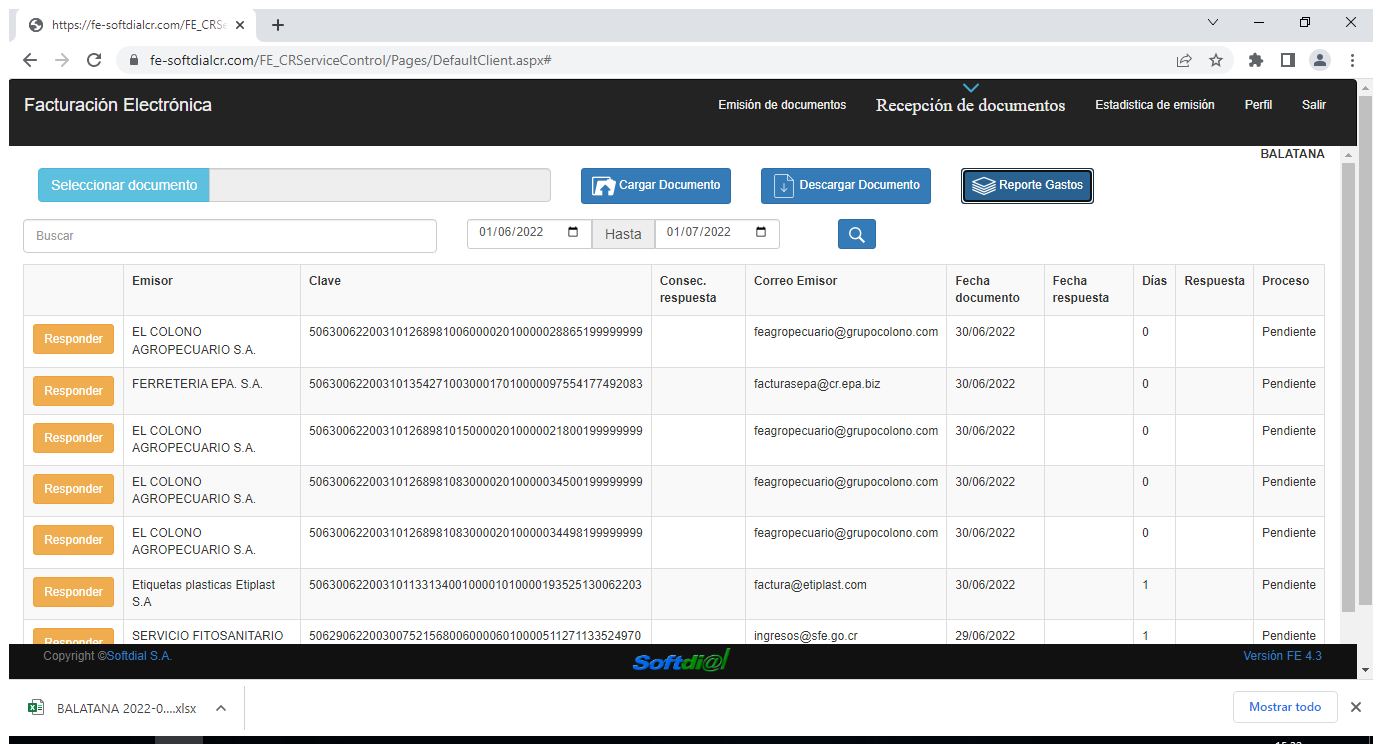 https://fe-softdialcr.com/FE_CRSe
fe-softdialcr.com/FE_CRServiceControl/Pages/DefaultClient.aspx#
Facturación Electrónica
Emisión de documentos
Recepción de documentos
Estadistica de emisión
Perfil
Salir
BALATANA
Seleccionar documento
Cargar Documento
Descargar Documento
Reporte Gastos
Buscar
01/06/2022
Hasta
01/07/2022
Emisor
Clave
Consec.
respuesta
Correo Emisor
Fecha
documento
Fecha
respuesta
Días
Respuesta
Proceso
Responder
EL COLONO
AGROPECUARIO S.A.
50630062200310126898100600002010000028865199999999
feagropecuario@grupocolono.com
30/06/2022
0
Pendiente
Responder
FERRETERIA EPA. S.A.
50630062200310135427100300017010000097554177492083
facturasepa@cr.epa.biz
30/06/2022
0
Pendiente
Responder
EL COLONO
AGROPECUARIO S.A.
50630062200310126898101500002010000021800199999999
feagropecuario@grupocolono.com
30/06/2022
0
Pendiente
Responder
EL COLONO
AGROPECUARIO S.A.
50630062200310126898108300002010000034500199999999
feagropecuario@grupocolono.com
30/06/2022
0
Pendiente
Responder
EL COLONO
AGROPECUARIO S.A.
50630062200310126898108300002010000034498199999999
feagropecuario@grupocolono.com
30/06/2022
0
Pendiente
Responder
Etiquetas plasticas Etiplast
S.A
50630062200310113313400100001010000193525130062203
factura@etiplast.com
30/06/2022
1
Pendiente
Responder
SERVICIO FITOSANITARIO
50629062200300752156800600006010000511271133524970
ingresos@sfe.go.cr
29/06/2022
1
Pendiente
Copyright ©Softdial S.A.
Softdi@l
Versión FE 4.3
BALATANA 2022-0....xlsx
Mostrar todo